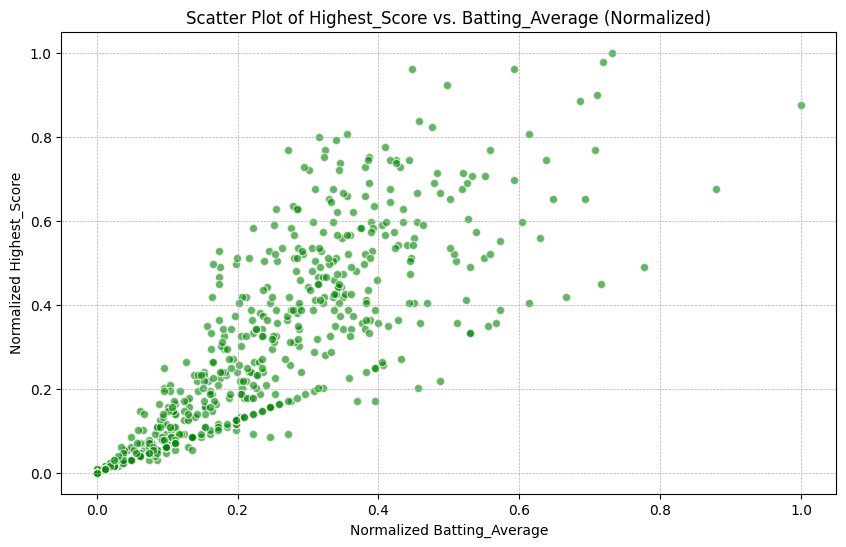 Scatter Plot of Highest_Score vs. Batting_Average (Normalized)
Normalized Highest_Score
1.0
0.8
0.6
0.4
0.2
0.0
0.0 0.2 0.4 0.6 0.8 1.0
Normalized Batting_Average